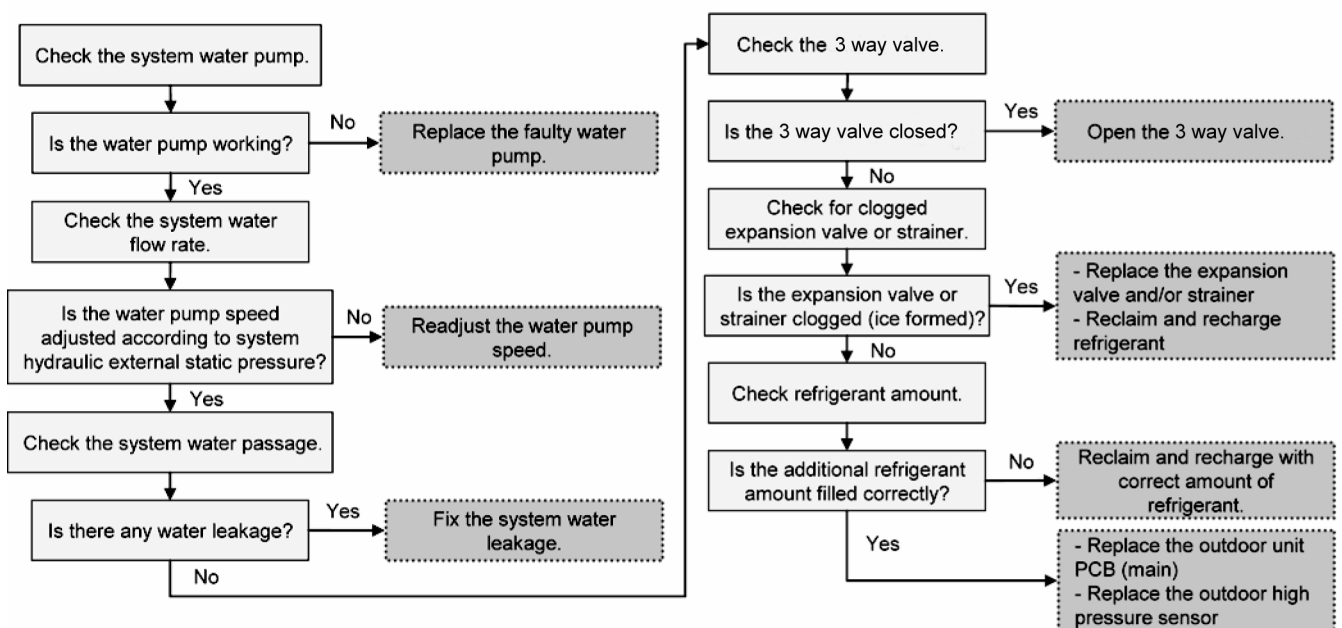 Check the system water pump.
Is the water pump working?
No
Replace the faulty water
pump.
Yes
Check the system water
flow rate.
Is the water pump speed
adjusted according to system
hydraulic external static pressure?
No
Readjust the water pump
speed.
Yes
Check the system water passage.
Is there any water leakage?
Yes
Fix the system water
leakage.
No
Check the 3 way valve.
Is the 3 way valve closed?
Yes
Open the 3 way valve.
No
Check for clogged
expansion valve or strainer.
Is the expansion valve or
strainer clogged (ice formed)?
Yes
- Replace the expansion
valve and/or strainer
- Reclaim and recharge
refrigerant
No
Check refrigerant amount.
Is the additional refrigerant
amount filled correctly?
No
Reclaim and recharge with
correct amount of
refrigerant.
Yes
- Replace the outdoor unit
PCB (main)
- Replace the outdoor high
pressure sensor